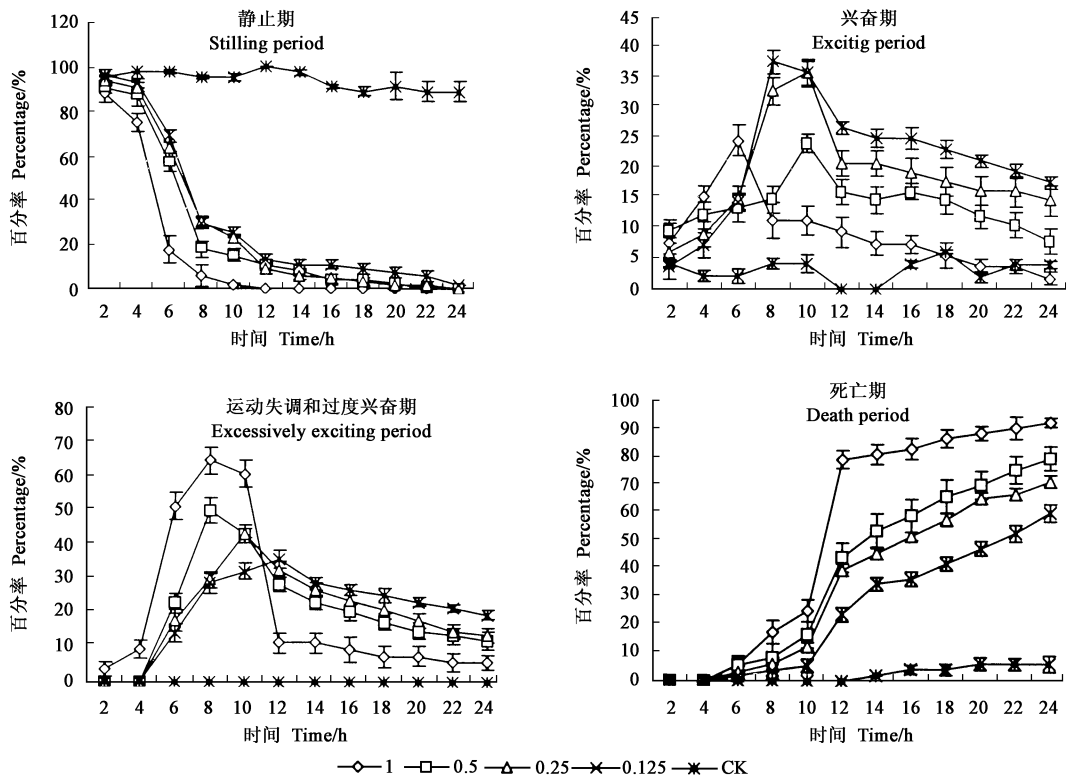 静止期
Stilling period
百分率 Percentage/%
120
100
80
60
40
20
0
2 4 6 8 10 12 14 16 18 20 22 24
时间 Time/h
兴奋期
Excitig period
百分率 Percentage/%
45
40
35
30
25
20
15
10
5
0
2 4 6 8 10 12 14 16 18 20 22 24
时间 Time/h
运动失调和过度兴奋期
Excessively exciting period
百分率 Percentage/%
80
70
60
50
40
30
20
10
0
2 4 6 8 10 12 14 16 18 20 22 24
时间 Time/h
死亡期
Death period
百分率 Percentage/%
100
90
80
70
60
50
40
30
20
10
0
2 4 6 8 10 12 14 16 18 20 22 24
时间 Time/h
1 0.5 0.25 0.125 CK